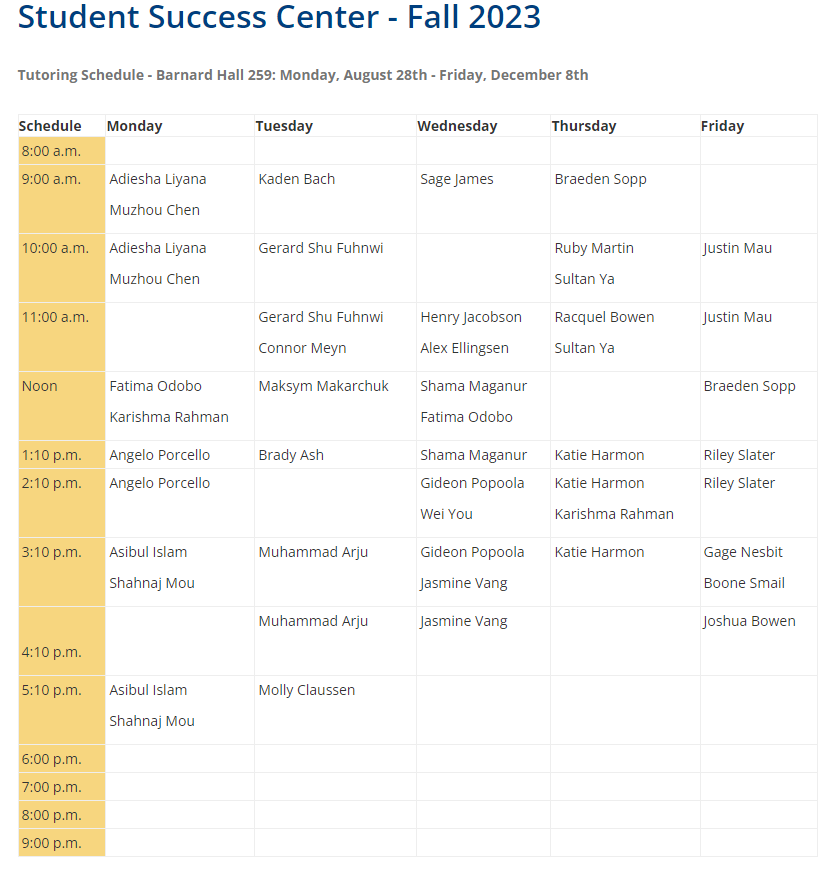 Student Success Center - Fall 2023
Tutoring Schedule - Barnard Hall 259: Monday, August 28th - Friday, December 8th
Schedule Monday Tuesday Wednesday Thursday Friday
8:00 a.m.
9:00 a.m. Adiesha Liyana Kaden Bach Sage James Braeden Sopp
Muzhou Chen
10:00 a.m. Adiesha Liyana Gerard Shu Fuhnwi Ruby Martin Justin Mau
Muzhou Chen Sultan Ya
11:00 a.m. Gerard Shu Fuhnwi Henry Jacobson Racquel Bowen Justin Mau
Connor Meyn Alex Ellingsen Sultan Ya
Noon Fatima Odobo Maksym Makarchuk Shama Maganur Braeden Sopp
Karishma Rahman Fatima Odobo
1:10 p.m. Angelo Porcello Brady Ash Shama Maganur Katie Harmon Riley Slater
2:10 p.m. Angelo Porcello Gideon Popoola Katie Harmon Riley Slater
Wei You Karishma Rahman
3:10 p.m. Asibul Islam Muhammad Arju Gideon Popoola Katie Harmon Gage Nesbit
Shahnaj Mou Jasmine Vang Boone Smail
Muhammad Arju Jasmine Vang Joshua Bowen
4:10 p.m.
5:10 p.m. Asibul Islam Molly Claussen
Shahnaj Mou
6:00 p.m.
7:00 p.m.
8:00 p.m.
9:00 p.m.